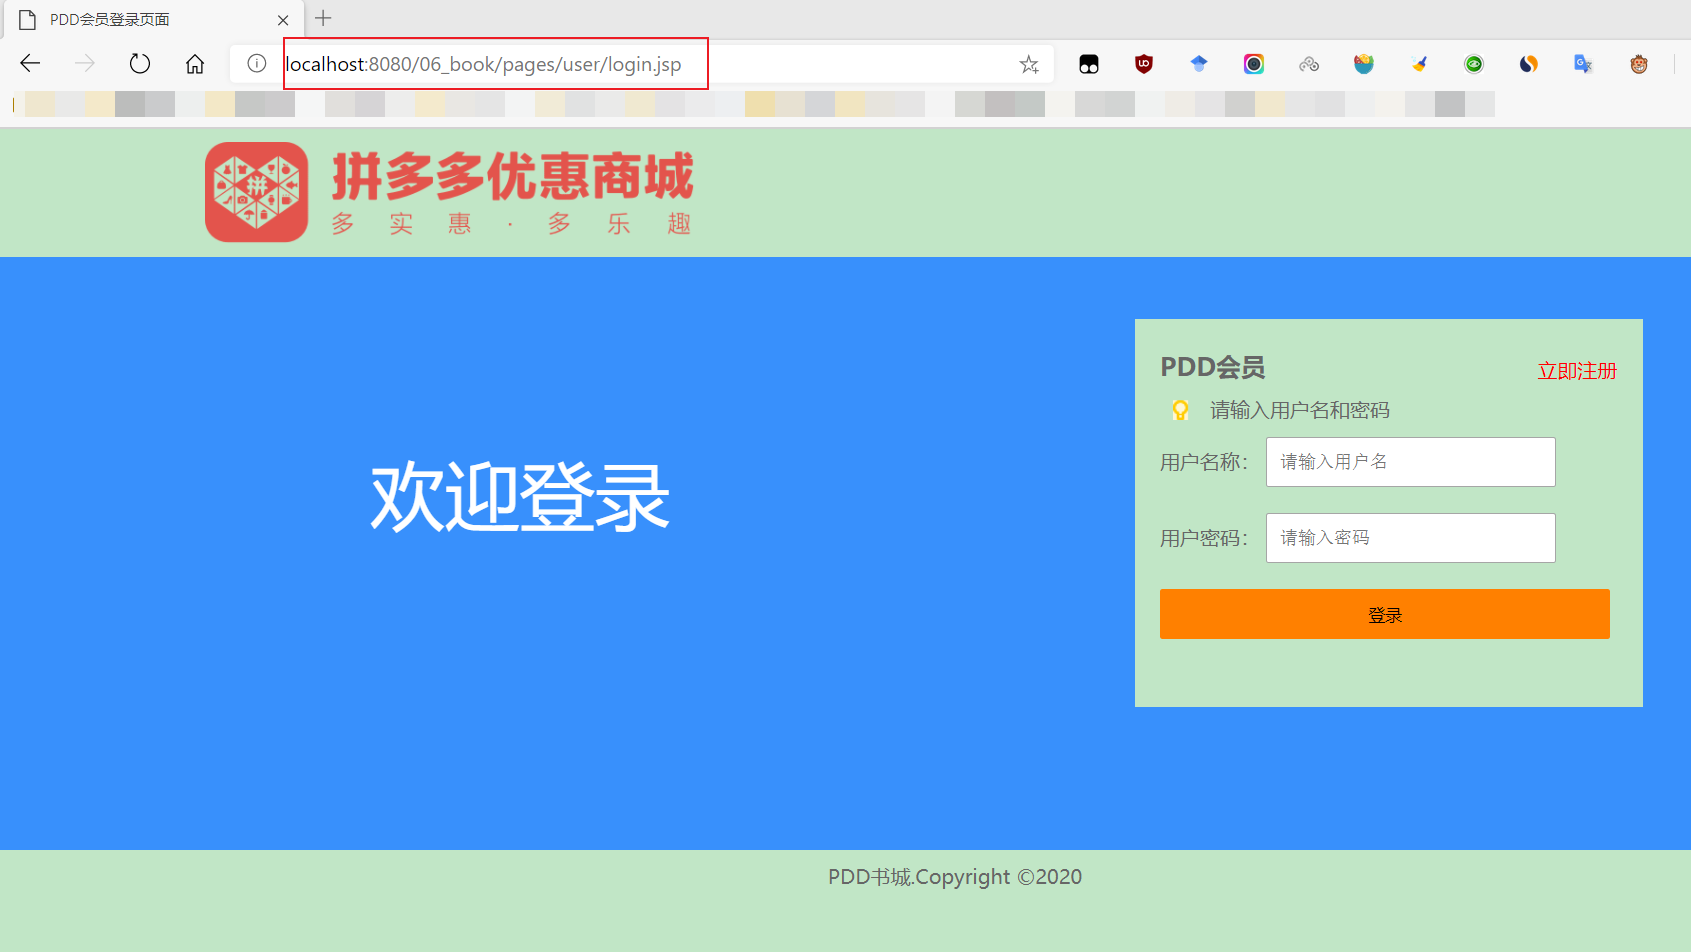 PDD会员登录页面
localhost:8080/06_book/pages/user/login.jsp
拼多多优惠商城
多实惠·多乐趣
欢迎登录
PDD会员
立即注册
请输入用户名和密码
用户名称：
请输入用户名
用户密码：
请输入密码
登录
PDD书城.Copyright ©2020